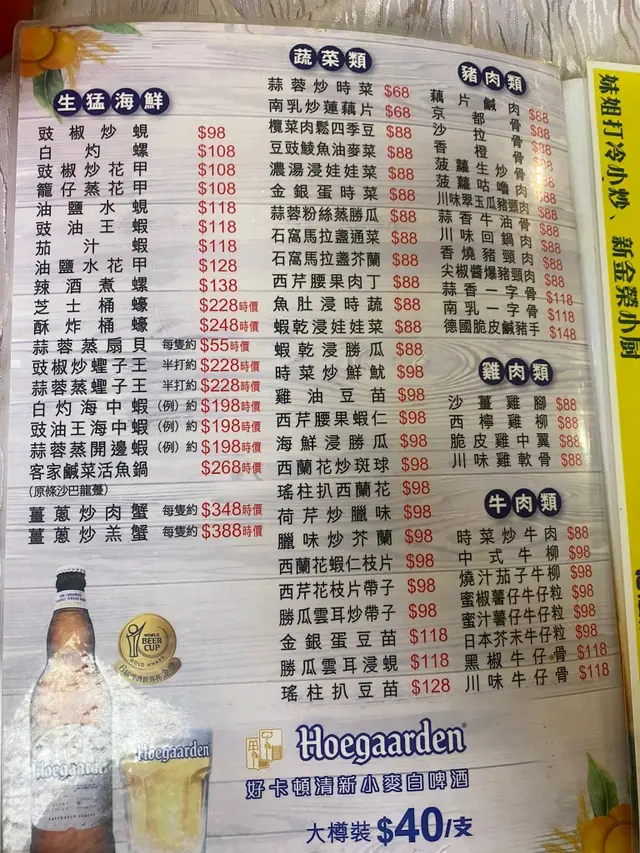 生猛海鮮
豉椒炒蜆 $98
白灼螺 $108
豉椒炒花甲 $108
籠仔蒸花甲 $108
油鹽水蜆 $118
豉油王蝦 $118
茄汁蝦 $118
油鹽水花甲 $128
辣酒煮螺 $138
芝士桶蠔 $228時價
酥炸桶蠔 $248時價
蒜蓉蒸扇貝 每隻約 $55時價
豉椒炒蟶子王 半打約 $228時價
蒜蓉蒸蟶子王 半打約 $228時價
白灼海中蝦 (例) 約 $198時價
豉油王海中蝦 (例) 約 $198時價
蒜蓉蒸開邊蝦 (例) 約 $198時價
客家鹹菜活魚鍋 $268時價
(原條沙巴龍躉)
薑蔥炒肉蟹 每隻約 $348時價
薑蔥炒羔蟹 每隻約 $388時價
蔬菜類
蒜蓉炒時菜 $68
南乳炒蓮藕片 $68
欖菜肉鬆四季豆 $88
豆豉鯪魚油麥菜 $88
濃湯浸娃娃菜 $88
金銀蛋時菜 $88
蒜蓉粉絲蒸勝瓜 $88
石窩馬拉盞通菜 $88
石窩馬拉盞芥蘭 $88
西芹腰果肉丁 $88
魚肚浸時蔬 $88
蝦乾浸娃娃菜 $88
蝦乾浸勝瓜 $88
時菜炒鮮魷 $98
雞油豆苗 $98
西芹腰果蝦仁 $98
海鮮浸勝瓜 $98
西蘭花炒斑球 $98
瑤柱扒西蘭花 $98
荷芹炒臘味 $98
臘味炒芥蘭 $98
西蘭花蝦仁枝片 $98
西芹花枝片帶子 $98
勝瓜雲耳炒帶子 $98
金銀蛋豆苗 $118
勝瓜雲耳浸蜆 $118
瑤柱扒豆苗 $128
豬肉類
藕片鹹肉 $88
京都骨 $88
沙拉骨 $88
香橙骨 $88
菠蘿生炒骨 $88
菠蘿咕嚕肉 $88
川味翠玉瓜豬頸肉 $88
蒜香牛油骨 $88
川味回鍋肉 $88
香燒豬頸肉 $88
尖椒醬爆豬頸肉 $88
蒜香一字骨 $118
南乳一字骨 $118
德國脆皮鹹豬手 $148
雞肉類
沙薑雞腳 $88
西檸雞柳 $88
脆皮雞中翼 $88
川味雞軟骨 $88
牛肉類
時菜炒牛肉 $88
中式牛柳 $98
燒汁茄子牛柳 $98
蜜椒薯仔牛仔粒 $98
蜜汁薯仔牛仔粒 $98
日本芥末牛仔粒 $98
黑椒牛仔骨 $118
川味牛仔骨 $118
WORLD
BEER
CUP
GOLD AWARD
Hoegaarden
Hoegaarden
Hoegaarden
好卡頓清新小麥白啤酒
大樽裝 $40/支
妹姐打冷小炒、新金榮小廚